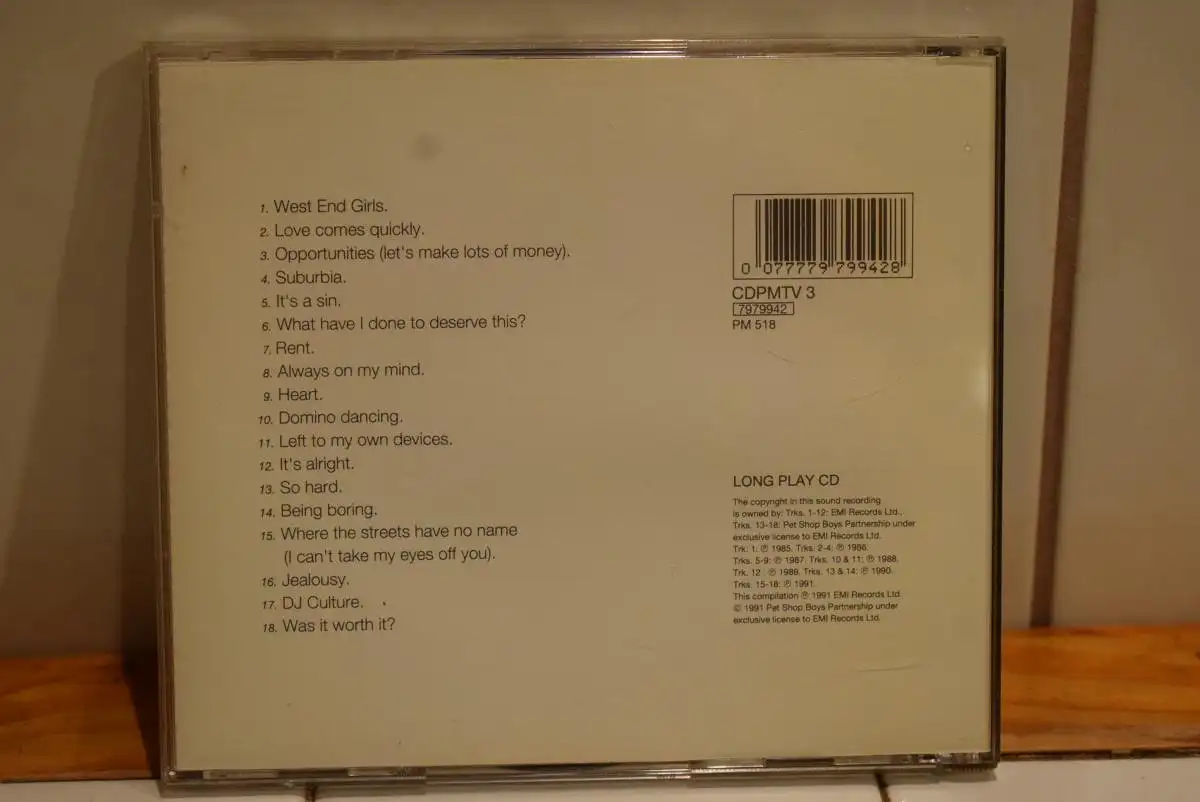 1. West End Girls.
2. Love comes quickly.
3. Opportunities (let's make lots of money).
4. Suburbia.
5. It's a sin.
6. What have I done to deserve this?
7. Rent.
8. Always on my mind.
9. Heart.
10. Domino dancing.
11. Left to my own devices.
12. It's alright.
13. So hard.
14. Being boring.
15. Where the streets have no name
(I can't take my eyes off you).
16. Jealousy.
17. DJ Culture.
18. Was it worth it?
0 077779 799428
CDPMTV 3
7979942
PM 518
LONG PLAY CD
The copyright in this sound recording
is owned by: Trks. 1-12: EMI Records Ltd.,
Trks. 13-18: Pet Shop Boys Partnership under
exclusive license to EMI Records Ltd.
Trk. 1: ℗ 1985. Trks. 2-4: ℗ 1986.
Trks. 5-9: ℗ 1987. Trks. 10 & 11: ℗ 1988.
Trk. 12 : ℗ 1989. Trks. 13 & 14: ℗ 1990.
Trks. 15-18: ℗ 1991.
This compilation ℗ 1991 EMI Records Ltd.
© 1991 Pet Shop Boys Partnership under
exclusive license to EMI Records Ltd.